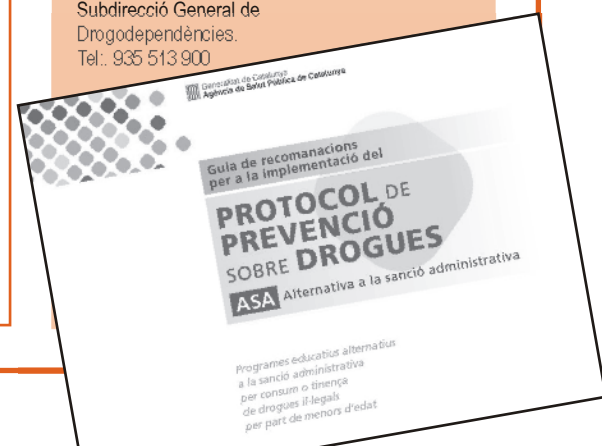 Subdirecció General de
Drogodependències.
Tel:. 935 513 900
Generalitat de Catalunya
Agència de Salut Pública de Catalunya
Guia de recomanacions
per a la implementació del
PROTOCOL DE
PREVENCIÓ
SOBRE DROGUES
ASA Alternativa a la sanció administrativa
Programes educatius alternatius
a la sanció administrativa
per consum o tinença
de drogues il·legals
per part de menors d'edat